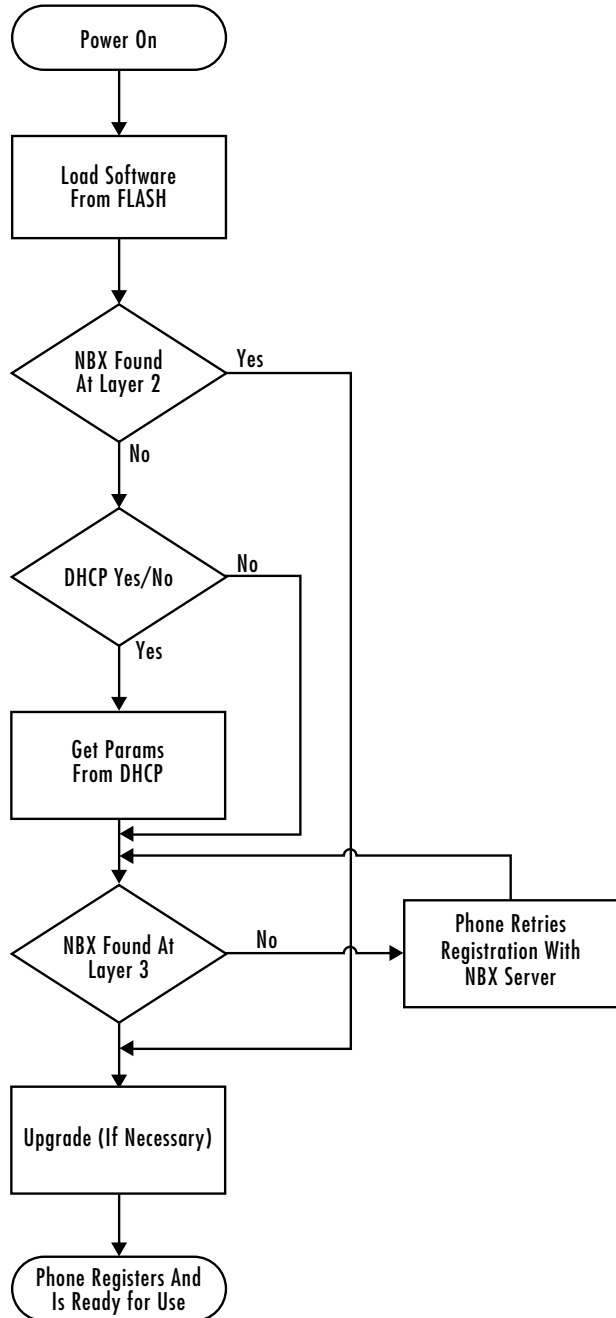 Power On
Load Software
From FLASH
NBX Found
At Layer 2
Yes
No
DHCP Yes/No
No
Yes
Get Params
From DHCP
NBX Found At
Layer 3
No
Phone Retries
Registration With
NBX Server
Upgrade (If Necessary)
Phone Registers And
Is Ready for Use